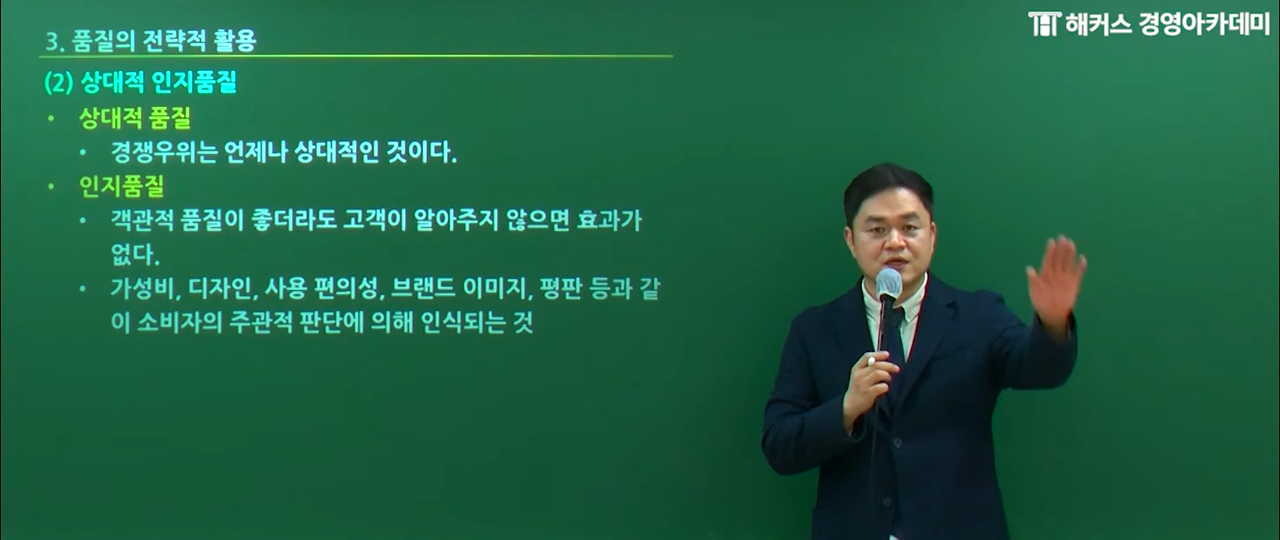 해커스 경영아카데미
3. 품질의 전략적 활용
(2) 상대적 인지품질
• 상대적 품질
• 경쟁우위는 언제나 상대적인 것이다.
• 인지품질
• 객관적 품질이 좋더라도 고객이 알아주지 않으면 효과가
없다.
• 가성비, 디자인, 사용 편의성, 브랜드 이미지, 평판 등과 같
이 소비자의 주관적 판단에 의해 인식되는 것